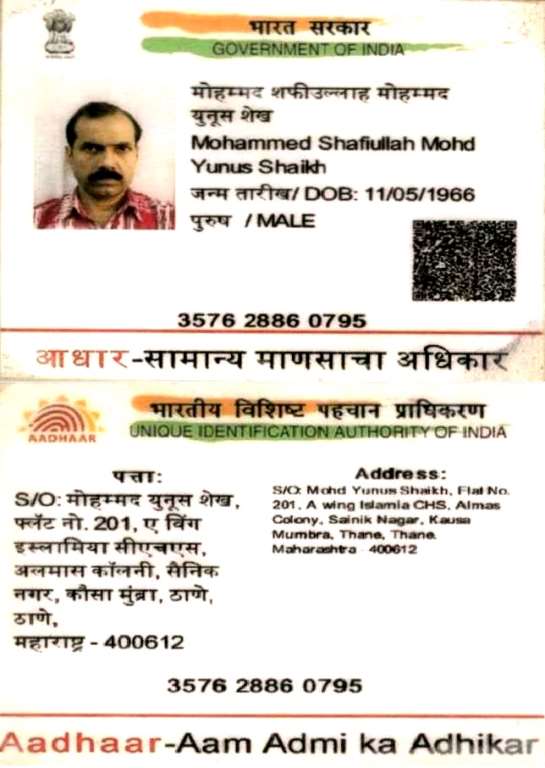 भारत सरकार
GOVERNMENT OF INDIA
मोहम्मद शफीउल्लाह मोहम्मद
युनूस शेख
Mohammed Shafiullah Mohd
Yunus Shaikh
जन्म तारीख/ DOB: 11/05/1966
पुरुष / MALE
3576 2886 0795
आधार-सामान्य माणसाचा अधिकार
भारतीय विशिष्ट पहचान प्राधिकरण
UNIQUE IDENTIFICATION AUTHORITY OF INDIA
AADHAAR
पत्ता:
S/O: मोहम्मद युनूस शेख,
फ्लॅट नो. 201, ए विंग
इस्लामिया सीएचएस,
अलमास कॉलनी, सैनिक
नगर, कौसा मुंब्रा, ठाणे,
ठाणे,
महाराष्ट्र - 400612
Address:
S/O: Mohd Yunus Shaikh, Flat No.
201, A wing Islamia CHS, Almas
Colony, Sainik Nagar, Kausa
Mumbra, Thane, Thane,
Maharashtra - 400612
3576 2886 0795
Aadhaar-Aam Admi ka Adhikar